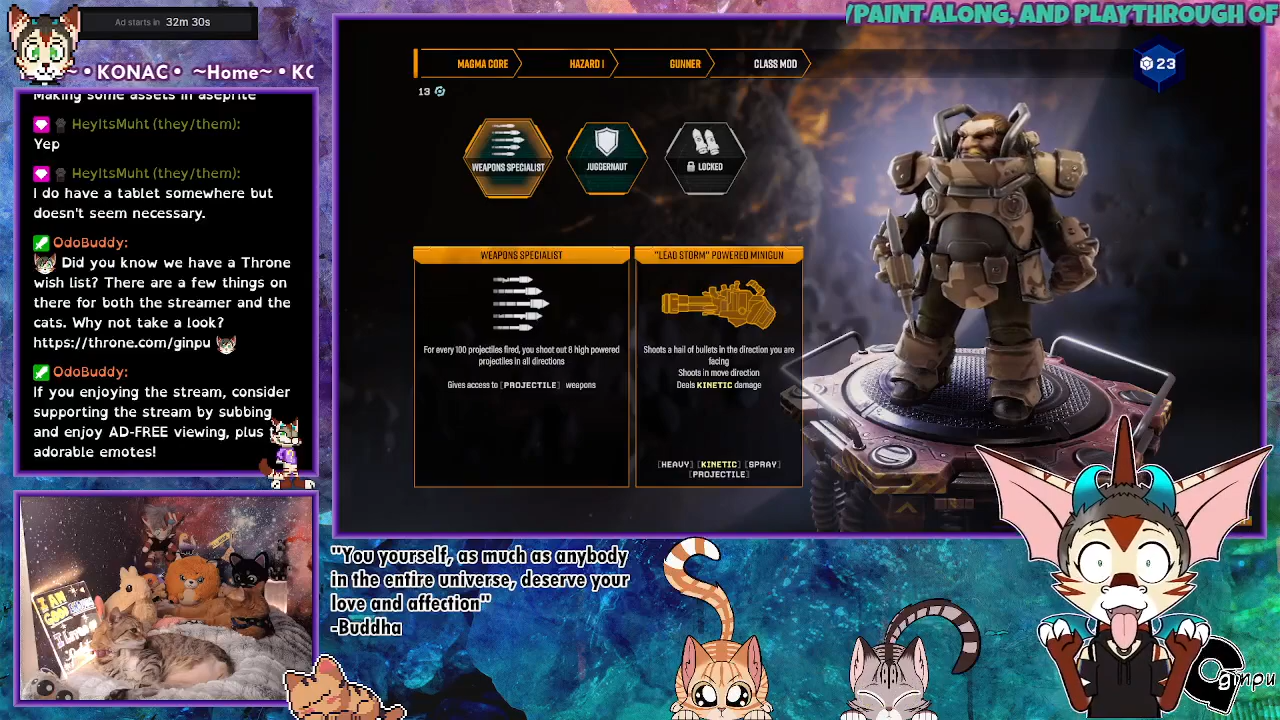 Ad starts in 32m 30s
/PAINT ALONG, AND PLAYTHROUGH OF
~ • KONAC • ~Home~ • KC
Making some assets in aseprite
HeyItsMuht (they/them):
Yep
HeyItsMuht (they/them):
I do have a tablet somewhere but
doesn't seem necessary.
OdoBuddy:
Did you know we have a Throne
wish list? There are a few things on
there for both the streamer and the
cats. Why not take a look?
https://throne.com/ginpu
OdoBuddy:
If you enjoying the stream, consider
supporting the stream by subbing
and enjoy AD-FREE viewing, plus
adorable emotes!
MAGMA CORE
HAZARD I
GUNNER
CLASS MOD
23
13
WEAPONS SPECIALIST
JUGGERNAUT
LOCKED
WEAPONS SPECIALIST
For every 100 projectiles fired, you shoot out 8 high powered
projectiles in all directions
Gives access to [PROJECTILE] weapons
"LEAD STORM" POWERED MINIGUN
Shoots a hail of bullets in the direction you are
facing
Shoots in move direction
Deals KINETIC damage
[HEAVY] [KINETIC] [SPRAY]
[PROJECTILE]
I AM
GOOD
"You yourself, as much as anybody
in the entire universe, deserve your
love and affection"
-Buddha
ginpu